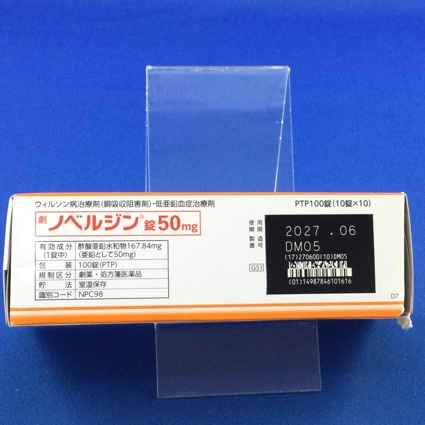 ウィルソン病治療剤(銅吸収阻害剤)・低亜鉛血症治療剤
PTP100錠(10錠×10)
劇 ノベルジン®錠50mg
有効成分(1錠中) 酢酸亜鉛水和物167.84mg(亜鉛として50mg)
包装 100錠(PTP)
規制区分 劇薬・処方箋医薬品
貯法 室温保存
識別コード NPC98
使用期限 2027.06
製造番号 DM05
(17)270600(10)DM05
GS1
(01)14987846101616
D7